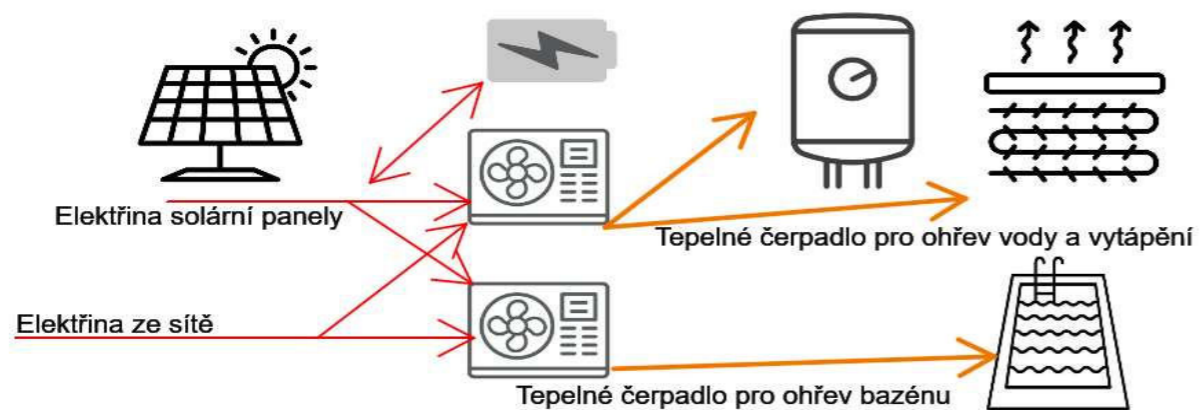 Elektřina solární panely
Tepelné čerpadlo pro ohřev vody a vytápění
Elektřina ze sítě
Tepelné čerpadlo pro ohřev bazénu